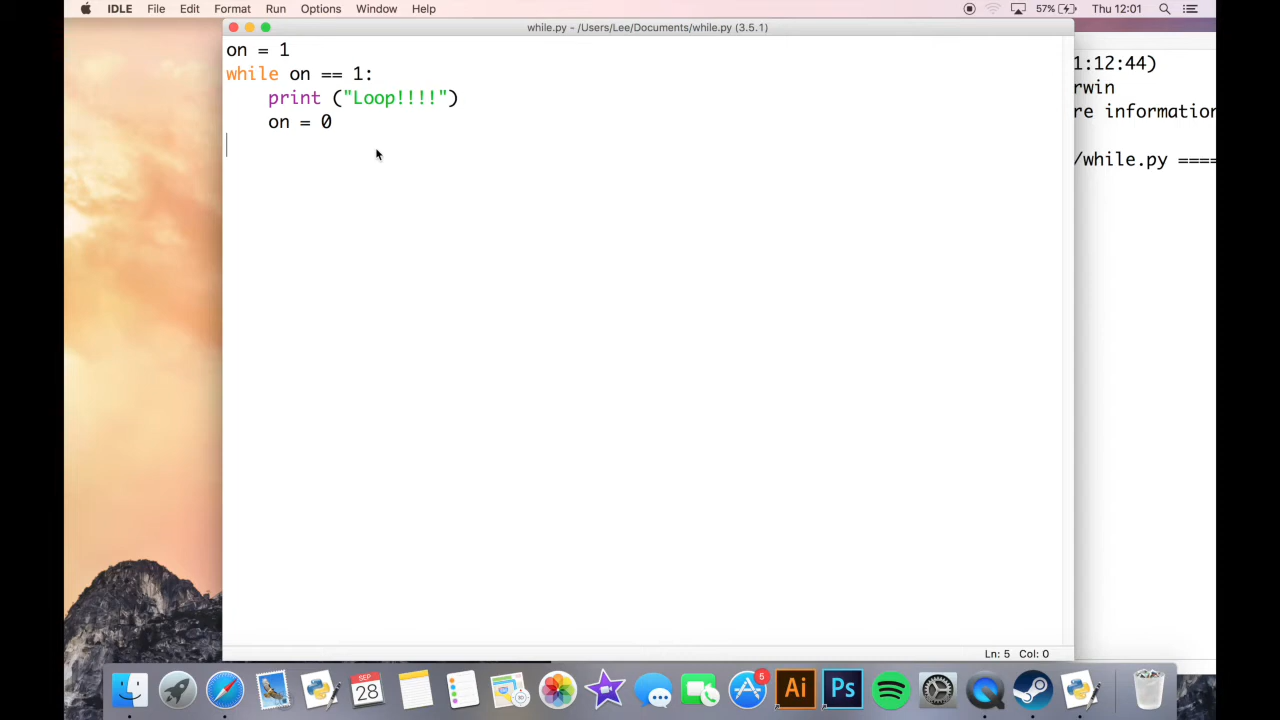 IDLE File Edit Format Run Options Window Help 57% Thu 12:01
while.py - /Users/Lee/Documents/while.py (3.5.1)
on = 1
while on == 1:
    print ("Loop!!!!")
    on = 0
1:12:44)
rwin
re information
/while.py ====
Ln: 5 Col: 0
SEP
28
6
Ai
Ps